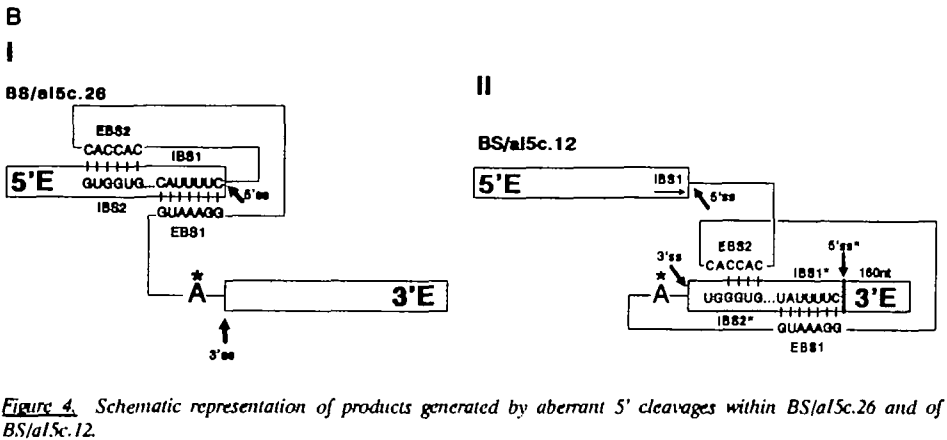 B
I
BS/aI5c.26
EBS2
CACCAC
IBS1
5'E
GUGGUG...CAUUUUC
5'ss
IBS2
GUAAAGG
EBS1
*
A
3'E
3'ss
II
BS/aI5c.12
5'E
IBS1
5'ss
EBS2
CACCAC
5'ss*
3'ss
IBS1*
160nt
*
A
UGGGUG...UAUUUUC
3'E
IBS2*
GUAAAGG
EBS1
Figure 4. Schematic representation of products generated by aberrant 5' cleavages within BS/aI5c.26 and of
BS/aI5c.12.